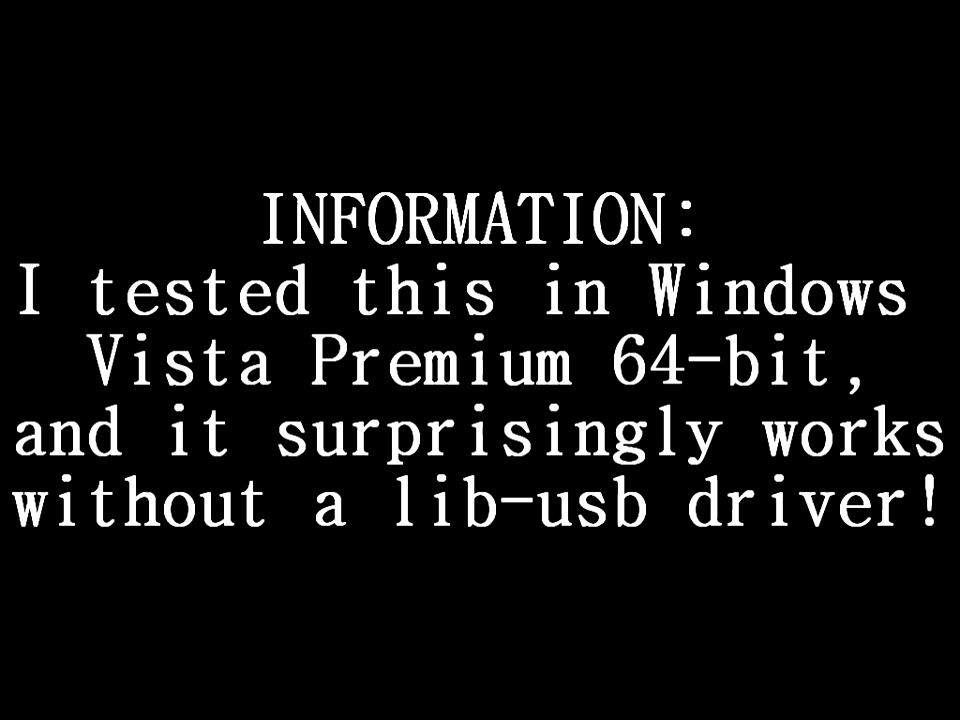 INFORMATION:
I tested this in Windows
Vista Premium 64-bit,
and it surprisingly works
without a lib-usb driver!